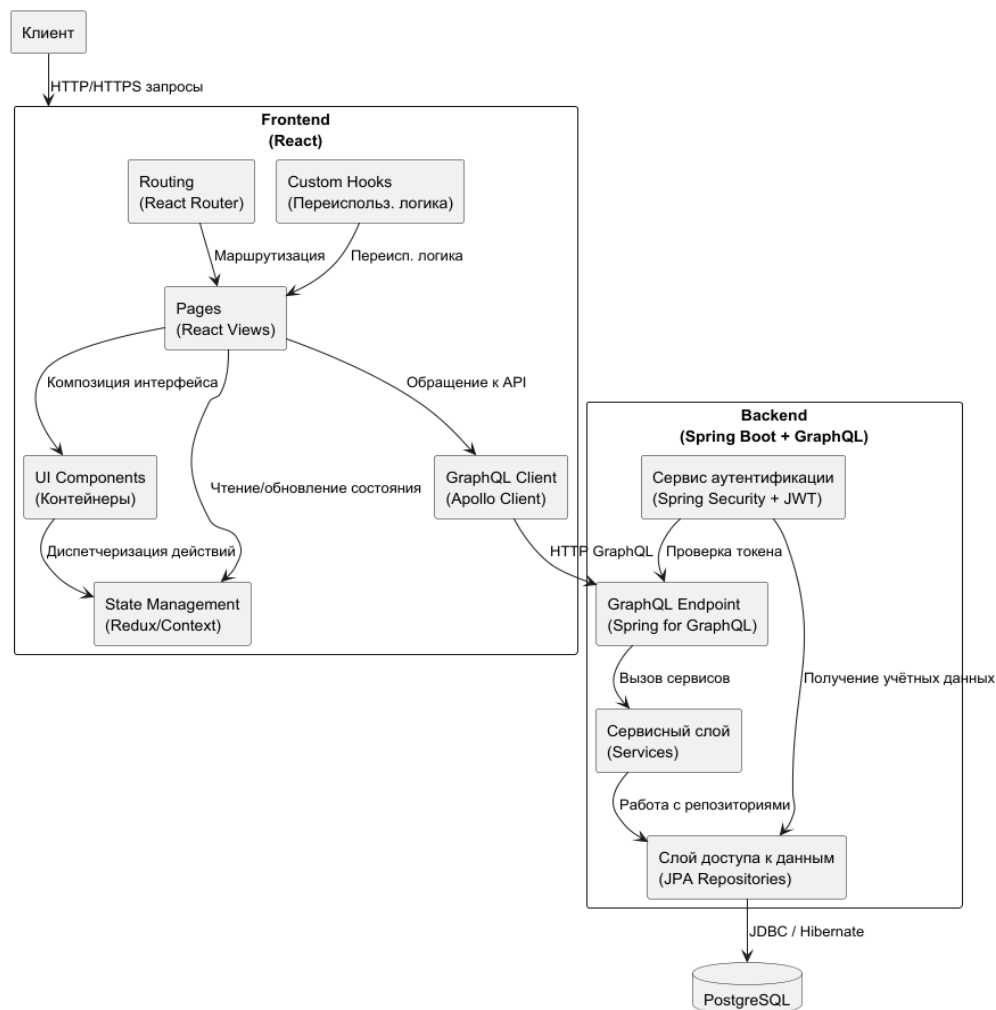 Клиент
HTTP/HTTPS запросы
Frontend
(React)
Routing
(React Router)
Custom Hooks
(Переиспольз. логика)
Маршрутизация
Переисп. логика
Pages
(React Views)
Композиция интерфейса
Обращение к API
Backend
(Spring Boot + GraphQL)
UI Components
(Контейнеры)
Чтение/обновление состояния
GraphQL Client
(Apollo Client)
Сервис аутентификации
(Spring Security + JWT)
Диспетчеризация действий
HTTP GraphQL
Проверка токена
State Management
(Redux/Context)
GraphQL Endpoint
(Spring for GraphQL)
Вызов сервисов
Получение учётных данных
Сервисный слой
(Services)
Работа с репозиториями
Слой доступа к данным
(JPA Repositories)
JDBC / Hibernate
PostgreSQL